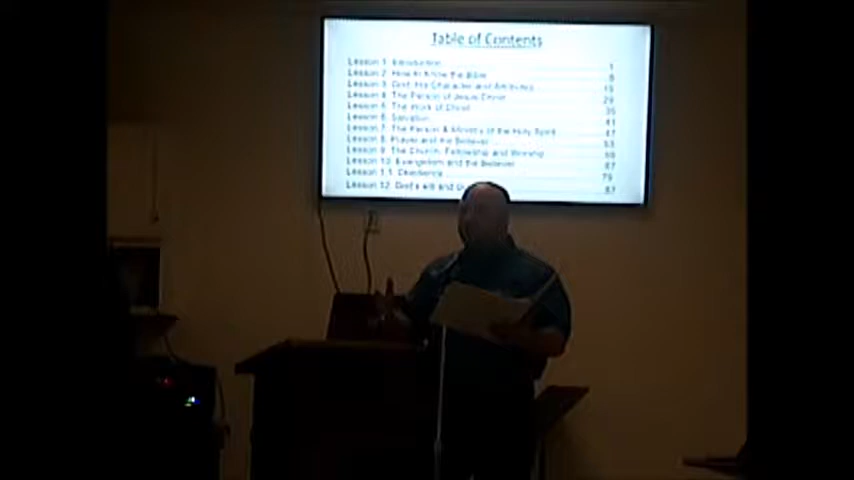 Table of Contents
Lesson 1: Introduction 1
Lesson 2: How to Know the Bible 8
Lesson 3: God: His Character and Attributes 15
Lesson 4: The Person of Jesus Christ 29
Lesson 5: The Work of Christ 35
Lesson 6: Salvation 41
Lesson 7: The Person & Ministry of the Holy Spirit 47
Lesson 8: Prayer and the Believer 53
Lesson 9: The Church: Fellowship and Worship 59
Lesson 10: Evangelism and the Believer 67
Lesson 11: Obedience 79
Lesson 12: God's will and 87